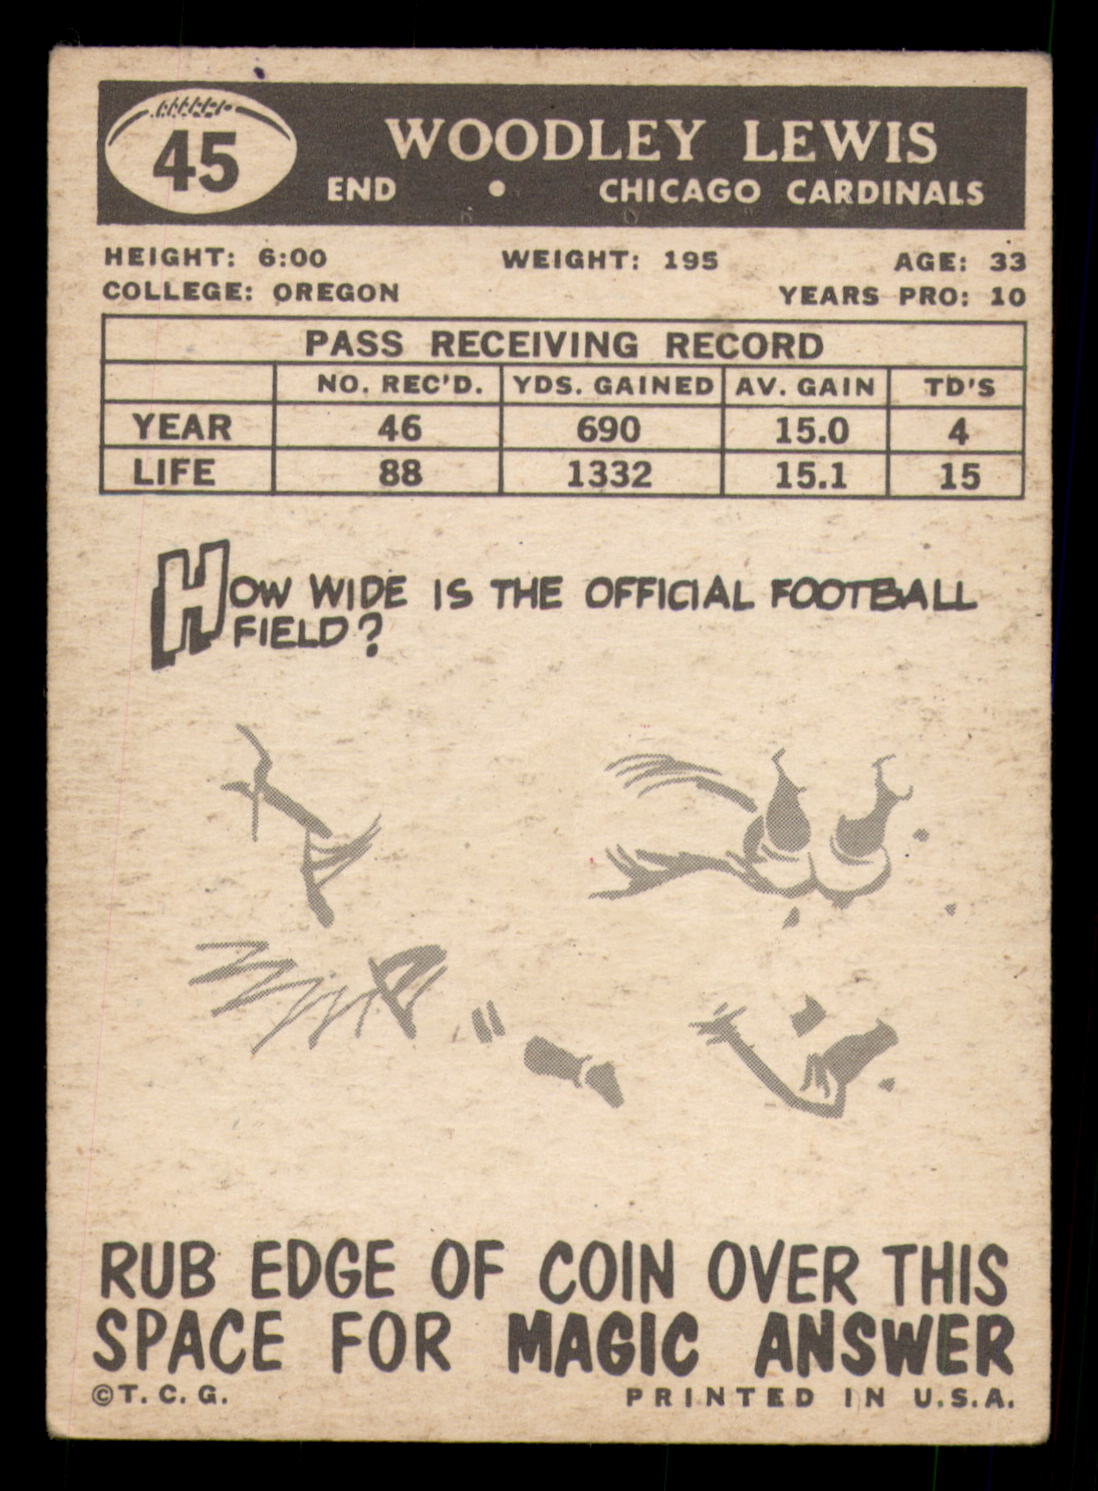 45
WOODLEY LEWIS
END • CHICAGO CARDINALS
HEIGHT: 6:00 WEIGHT: 195 AGE: 33
COLLEGE: OREGON YEARS PRO: 10
PASS RECEIVING RECORD
NO. REC'D. YDS. GAINED AV. GAIN TD'S
YEAR 46 690 15.0 4
LIFE 88 1332 15.1 15
HOW WIDE IS THE OFFICIAL FOOTBALL
FIELD?
RUB EDGE OF COIN OVER THIS
SPACE FOR MAGIC ANSWER
©T. C. G. PRINTED IN U.S.A.